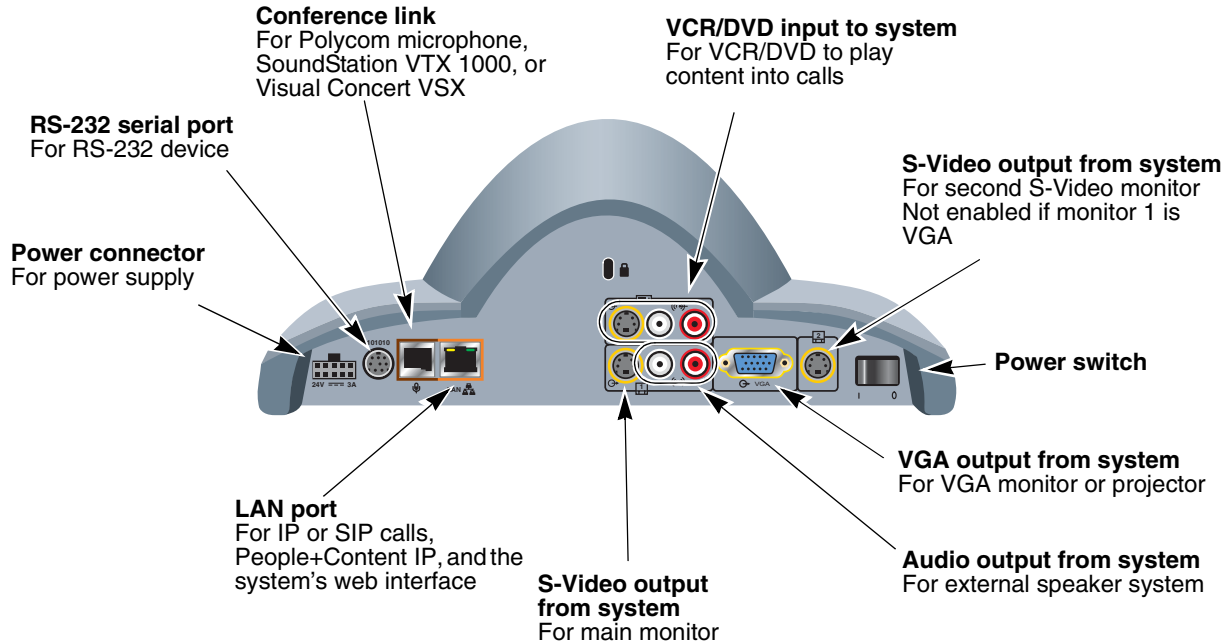 Conference link
For Polycom microphone,
SoundStation VTX 1000, or
Visual Concert VSX
VCR/DVD input to system
For VCR/DVD to play
content into calls
RS-232 serial port
For RS-232 device
S-Video output from system
For second S-Video monitor
Not enabled if monitor 1 is
VGA
Power connector
For power supply
101010
2
24V 3A
AN
1
VGA
I 0
Power switch
VGA output from system
For VGA monitor or projector
LAN port
For IP or SIP calls,
People+Content IP, and the
system's web interface
S-Video output
from system
For main monitor
Audio output from system
For external speaker system